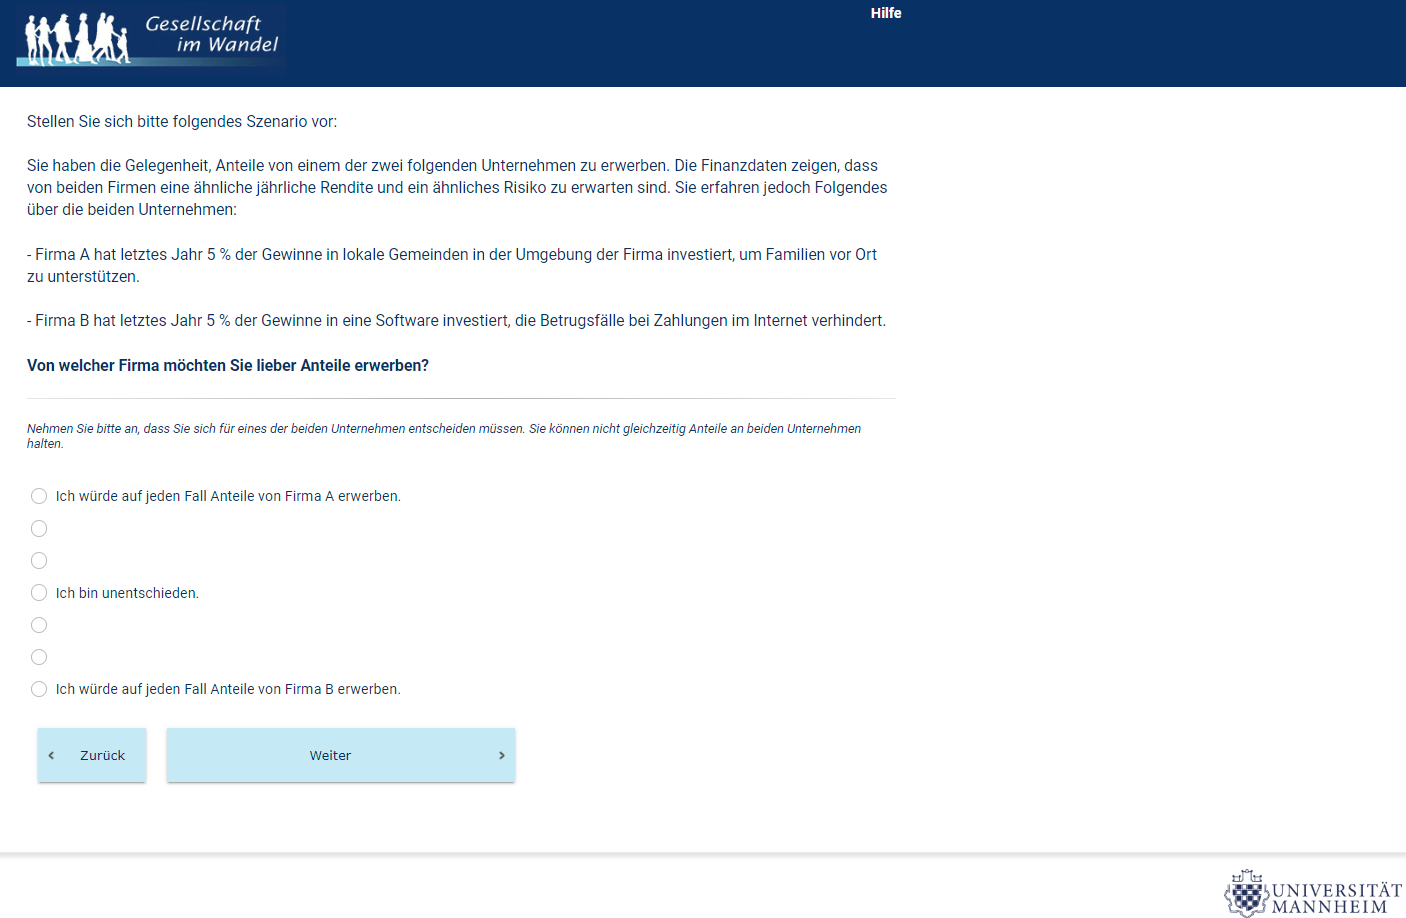 Gesellschaft
im Wandel
Hilfe
Stellen Sie sich bitte folgendes Szenario vor:
Sie haben die Gelegenheit, Anteile von einem der zwei folgenden Unternehmen zu erwerben. Die Finanzdaten zeigen, dass
von beiden Firmen eine ähnliche jährliche Rendite und ein ähnliches Risiko zu erwarten sind. Sie erfahren jedoch Folgendes
über die beiden Unternehmen:
- Firma A hat letztes Jahr 5 % der Gewinne in lokale Gemeinden in der Umgebung der Firma investiert, um Familien vor Ort
zu unterstützen.
- Firma B hat letztes Jahr 5 % der Gewinne in eine Software investiert, die Betrugsfälle bei Zahlungen im Internet verhindert.
Von welcher Firma möchten Sie lieber Anteile erwerben?
Nehmen Sie bitte an, dass Sie sich für eines der beiden Unternehmen entscheiden müssen. Sie können nicht gleichzeitig Anteile an beiden Unternehmen
halten.
Ich würde auf jeden Fall Anteile von Firma A erwerben.
Ich bin unentschieden.
Ich würde auf jeden Fall Anteile von Firma B erwerben.
‹ Zurück
Weiter ›
UNIVERSITÄT
MANNHEIM